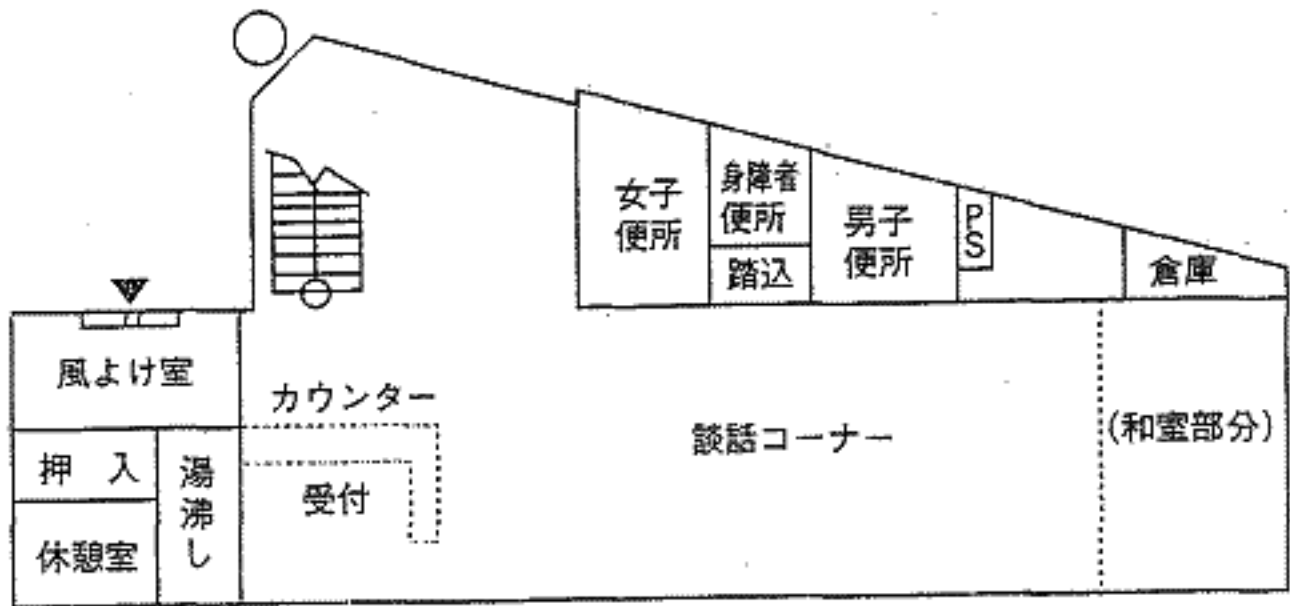 女子
便所
身障者
便所
踏込
男子
便所
PS
倉庫
風よけ室
カウンター
談話コーナー
(和室部分)
押 入
湯沸し
受付
休憩室